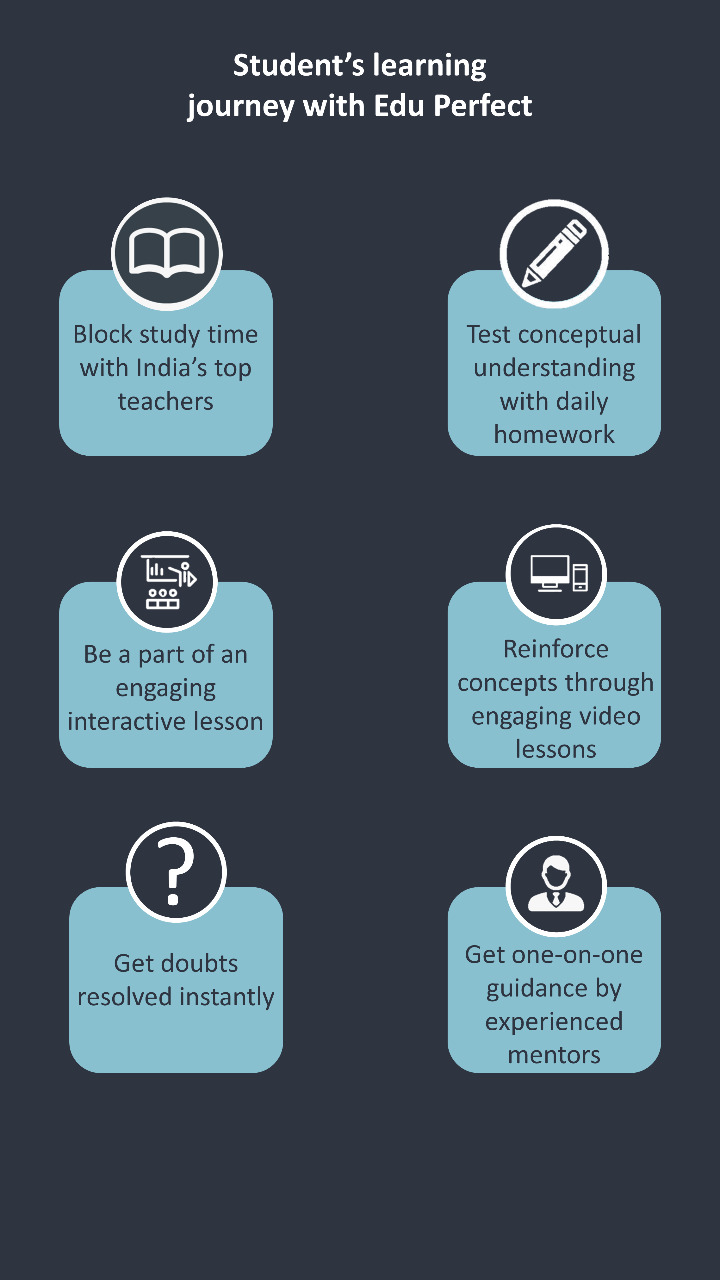 Student’s learning
journey with Edu Perfect
Block study time
with India’s top
teachers
Test conceptual
understanding
with daily
homework
Be a part of an
engaging
interactive lesson
Reinforce
concepts through
engaging video
lessons
?
Get doubts
resolved instantly
Get one-on-one
guidance by
experienced
mentors